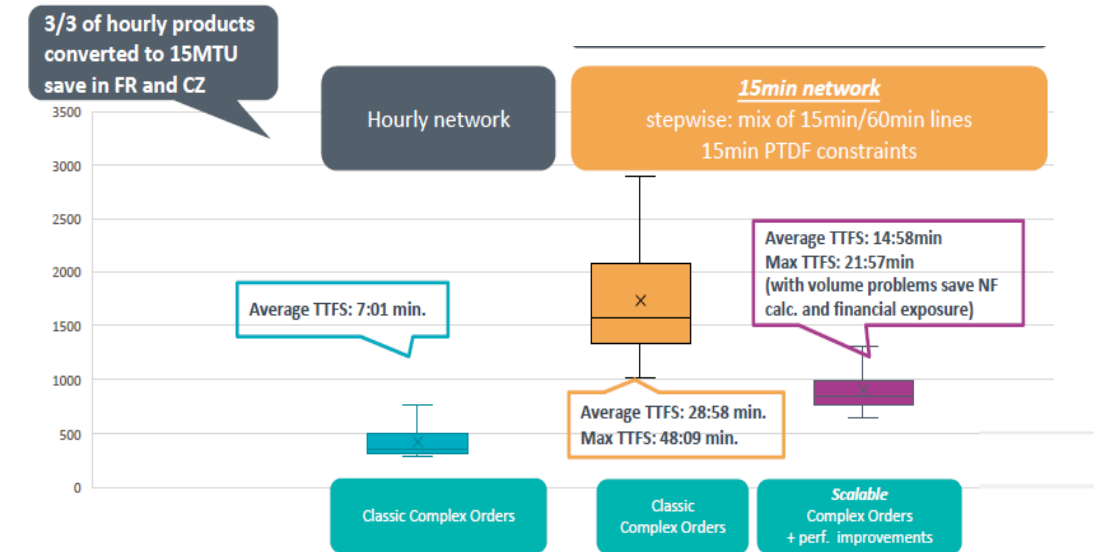 3/3 of hourly products
converted to 15MTU
save in FR and CZ
Hourly network
15min network
stepwise: mix of 15min/60min lines
15min PTDF constraints
3500
3000
2500
2000
1500
1000
500
0
Average TTFS: 7:01 min.
Average TTFS: 28:58 min.
Max TTFS: 48:09 min.
Average TTFS: 14:58min
Max TTFS: 21:57min
(with volume problems save NF
calc. and financial exposure)
Classic Complex Orders
Classic
Complex Orders
Scalable
Complex Orders
+ perf. improvements